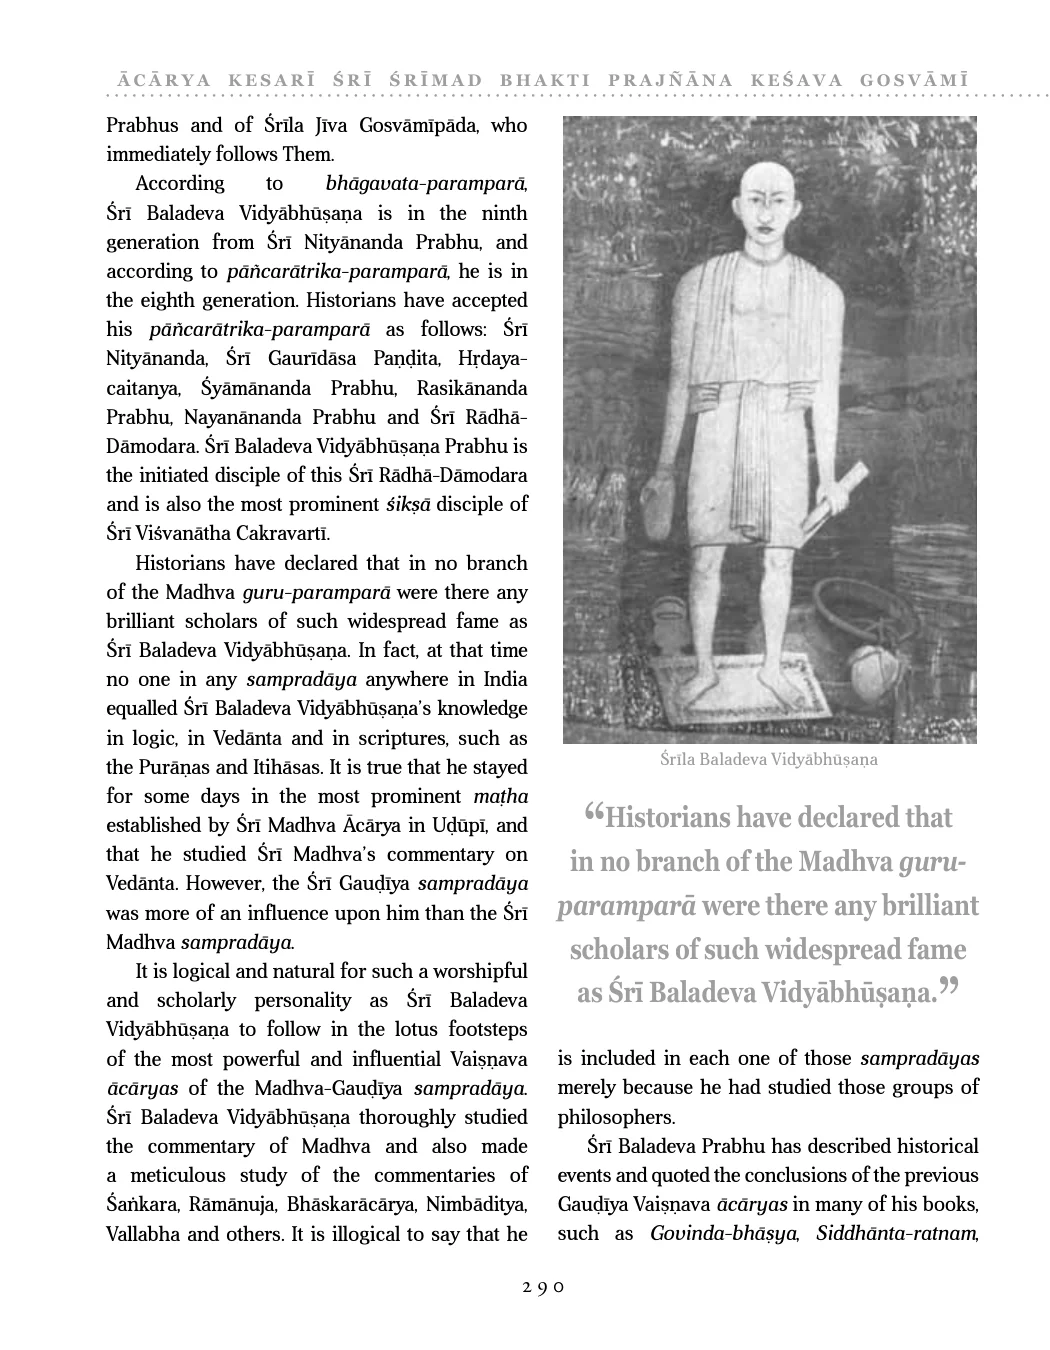 ĀCĀRYA KESARĪ ŚRĪ ŚRĪMAD BHAKTI PRAJÑĀNA KEŚAVA GOSVĀMĪ
Prabhus and of Śrīla Jīva Gosvāmīpāda, who
immediately follows Them.
According to bhāgavata-paramparā,
Śrī Baladeva Vidyābhūṣaṇa is in the ninth
generation from Śrī Nityānanda Prabhu, and
according to pāñcarātrika-paramparā, he is in
the eighth generation. Historians have accepted
his pāñcarātrika-paramparā as follows: Śrī
Nityānanda, Śrī Gaurīdāsa Paṇḍita, Hṛdaya-
caitanya, Śyāmānanda Prabhu, Rasikānanda
Prabhu, Nayanānanda Prabhu and Śrī Rādhā-
Dāmodara. Śrī Baladeva Vidyābhūṣaṇa Prabhu is
the initiated disciple of this Śrī Rādhā-Dāmodara
and is also the most prominent śikṣā disciple of
Śrī Viśvanātha Cakravartī.
Historians have declared that in no branch
of the Madhva guru-paramparā were there any
brilliant scholars of such widespread fame as
Śrī Baladeva Vidyābhūṣaṇa. In fact, at that time
no one in any sampradāya anywhere in India
equalled Śrī Baladeva Vidyābhūṣaṇa's knowledge
in logic, in Vedānta and in scriptures, such as
the Purāṇas and Itihāsas. It is true that he stayed
for some days in the most prominent maṭha
established by Śrī Madhva Ācārya in Uḍūpī, and
that he studied Śrī Madhva's commentary on
Vedānta. However, the Śrī Gauḍīya sampradāya
was more of an influence upon him than the Śrī
Madhva sampradāya.
It is logical and natural for such a worshipful
and scholarly personality as Śrī Baladeva
Vidyābhūṣaṇa to follow in the lotus footsteps
of the most powerful and influential Vaiṣṇava
ācāryas of the Madhva-Gauḍīya sampradāya.
Śrī Baladeva Vidyābhūṣaṇa thoroughly studied
the commentary of Madhva and also made
a meticulous study of the commentaries of
Śaṅkara, Rāmānuja, Bhāskarācārya, Nimbāditya,
Vallabha and others. It is illogical to say that he
Śrīla Baladeva Vidyābhūṣaṇa
“Historians have declared that
in no branch of the Madhva guru-
paramparā were there any brilliant
scholars of such widespread fame
as Śrī Baladeva Vidyābhūṣaṇa.”
is included in each one of those sampradāyas
merely because he had studied those groups of
philosophers.
Śrī Baladeva Prabhu has described historical
events and quoted the conclusions of the previous
Gauḍīya Vaiṣṇava ācāryas in many of his books,
such as Govinda-bhāṣya, Siddhānta-ratnam,
290